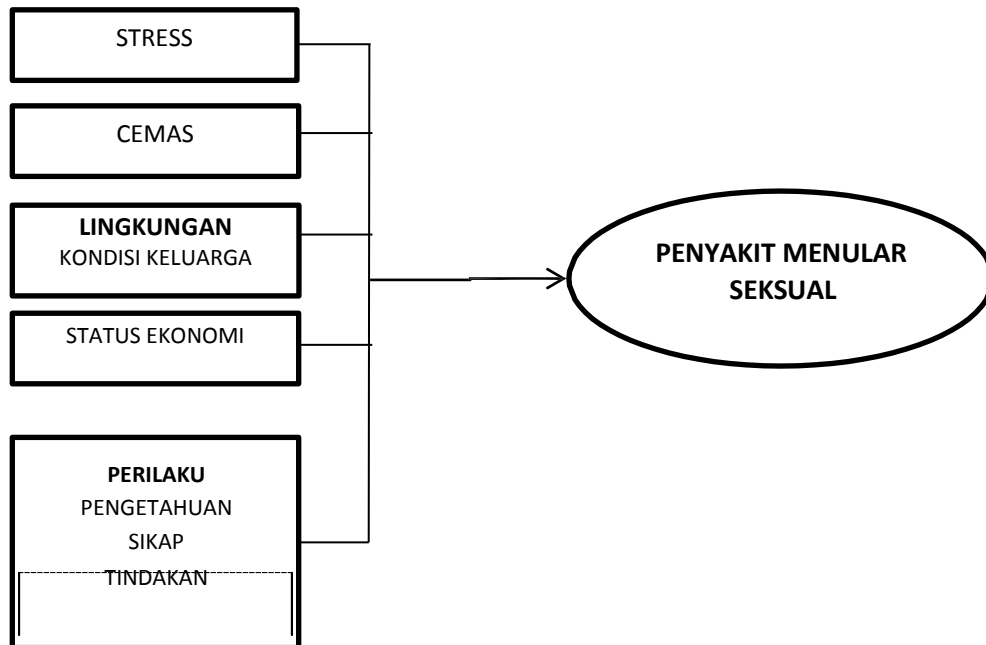 STRESS
CEMAS
LINGKUNGAN
KONDISI KELUARGA
STATUS EKONOMI
PERILAKU
PENGETAHUAN
SIKAP
TINDAKAN
PENYAKIT MENULAR
SEKSUAL